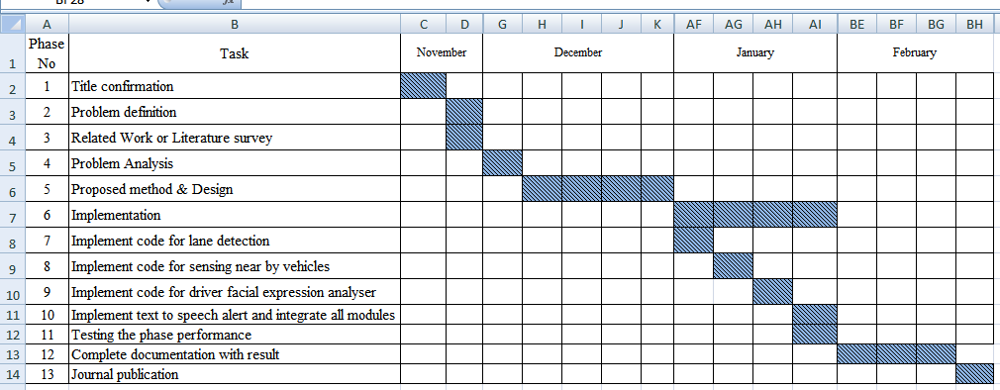 BF28 fx
A B C D G H I J K AF AG AH AI BE BF BG BH
1 Phase No Task November December January February
2 1 Title confirmation
3 2 Problem definition
4 3 Related Work or Literature survey
5 4 Problem Analysis
6 5 Proposed method & Design
7 6 Implementation
8 7 Implement code for lane detection
9 8 Implement code for sensing near by vehicles
10 9 Implement code for driver facial expression analyser
11 10 Implement text to speech alert and integrate all modules
12 11 Testing the phase performance
13 12 Complete documentation with result
14 13 Journal publication